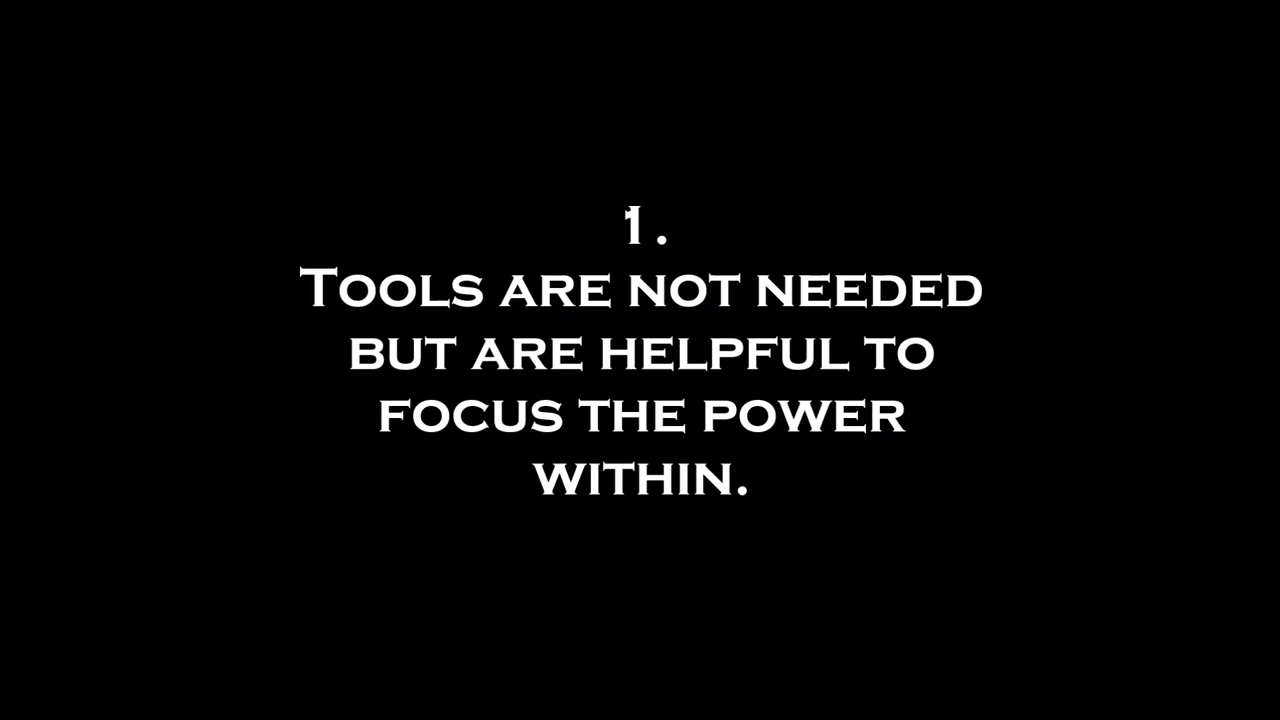 1.
Tools are not needed
but are helpful to
focus the power
within.